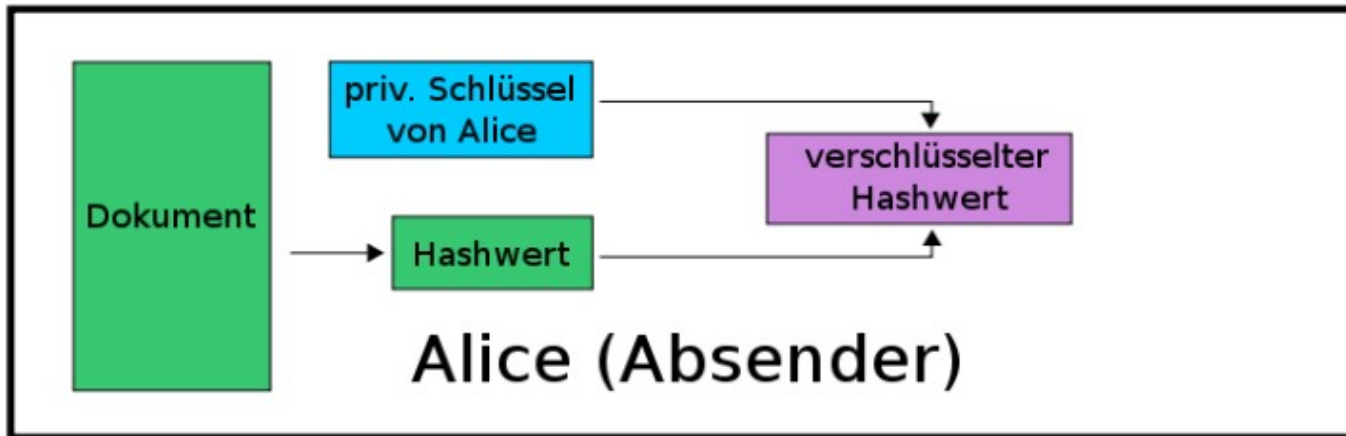 Dokument
priv. Schlüssel
von Alice
Hashwert
verschlüsselter
Hashwert
Alice (Absender)